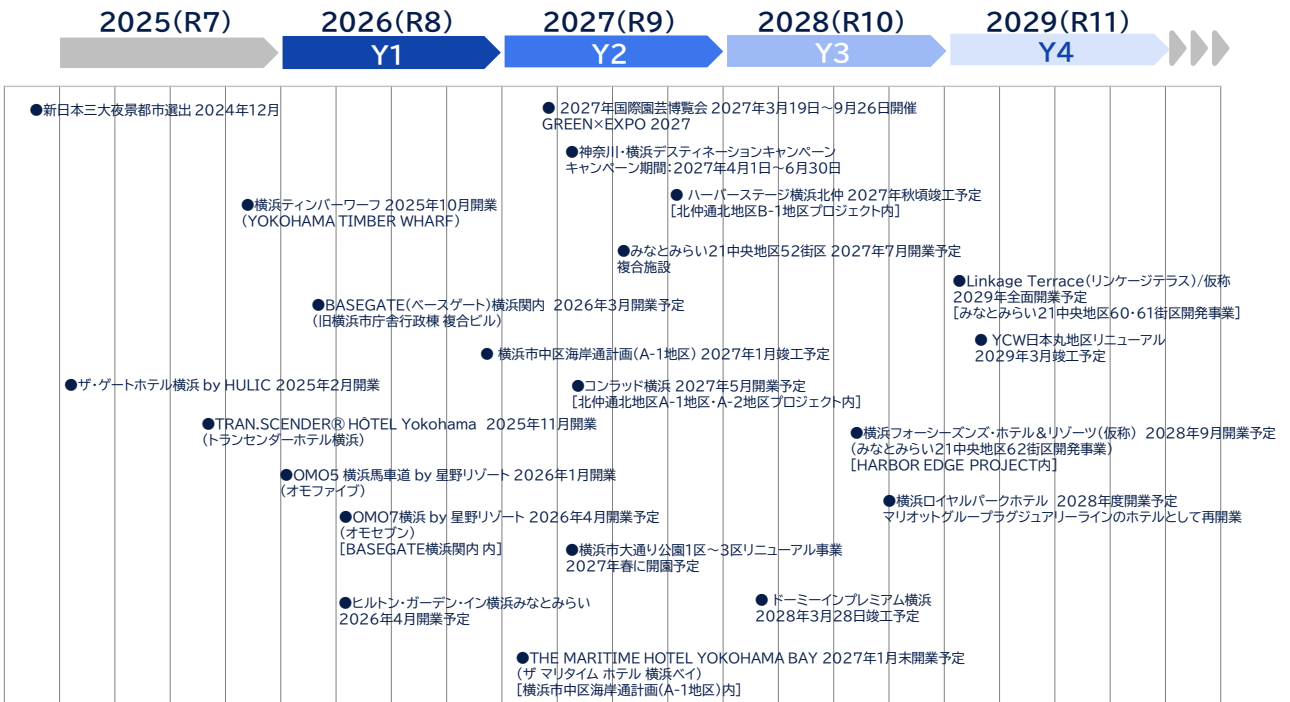 2025(R7)
2026(R8)
2027(R9)
2028(R10)
2029(R11)
Y1
Y2
Y3
Y4
●新日本三大夜景都市選出 2024年12月
● 2027年国際園芸博覧会 2027年3月19日～9月26日開催
GREEN×EXPO 2027
●神奈川・横浜デスティネーションキャンペーン
キャンペーン期間：2027年4月1日～6月30日
● ハーバーステージ横浜北仲 2027年秋頃竣工予定
[北仲通北地区B-1地区プロジェクト内]
●横浜ティンバーワーフ 2025年10月開業
(YOKOHAMA TIMBER WHARF)
●みなとみらい21中央地区52街区 2027年7月開業予定
複合施設
●Linkage Terrace(リンケージテラス)/仮称
2029年全面開業予定
[みなとみらい21中央地区60・61街区開発事業]
●BASEGATE(ベースゲート)横浜関内 2026年3月開業予定
(旧横浜市庁舎行政棟 複合ビル)
● YCW日本丸地区リニューアル
2029年3月竣工予定
● 横浜市中区海岸通計画(A-1地区) 2027年1月竣工予定
●ザ・ゲートホテル横浜 by HULIC 2025年2月開業
●コンラッド横浜 2027年5月開業予定
[北仲通北地区A-1地区・A-2地区プロジェクト内]
●TRAN.SCENDER® HÔTEL Yokohama 2025年11月開業
(トランセンダーホテル横浜)
●横浜フォーシーズンズ・ホテル＆リゾーツ(仮称) 2028年9月開業予定
(みなとみらい21中央地区62街区開発事業)
[HARBOR EDGE PROJECT内]
●OMO5 横浜馬車道 by 星野リゾート 2026年1月開業
(オモファイブ)
●横浜ロイヤルパークホテル 2028年度開業予定
マリオットグループラグジュアリーラインのホテルとして再開業
●OMO7横浜 by 星野リゾート 2026年4月開業予定
(オモセブン)
[BASEGATE横浜関内 内]
●横浜市大通り公園1区～3区リニューアル事業
2027年春に開園予定
●ヒルトン・ガーデン・イン横浜みなとみらい
2026年4月開業予定
● ドーミーインプレミアム横浜
2028年3月28日竣工予定
●THE MARITIME HOTEL YOKOHAMA BAY 2027年1月末開業予定
(ザ マリタイム ホテル 横浜ベイ)
[横浜市中区海岸通計画(A-1地区)内]